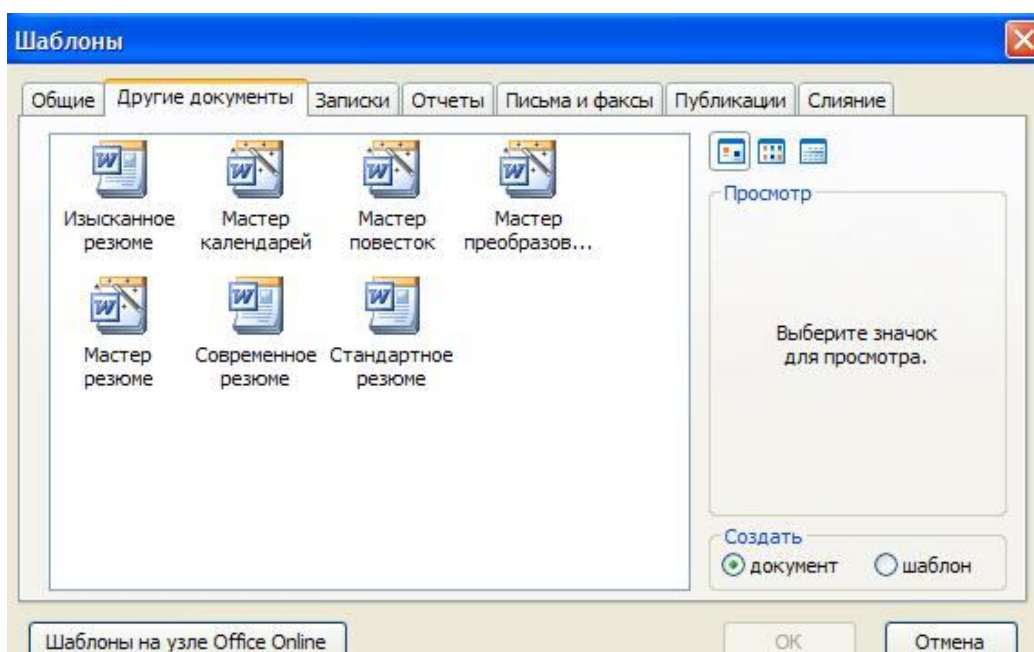 Шаблоны
Общие Другие документы Записки Отчеты Письма и факсы Публикации Слияние
Изысканное резюме
Мастер календарей
Мастер повесток
Мастер преобразов...
Мастер резюме
Современное резюме
Стандартное резюме
Просмотр
Выберите значок
для просмотра.
Создать
документ шаблон
Шаблоны на узле Office Online ОК Отмена